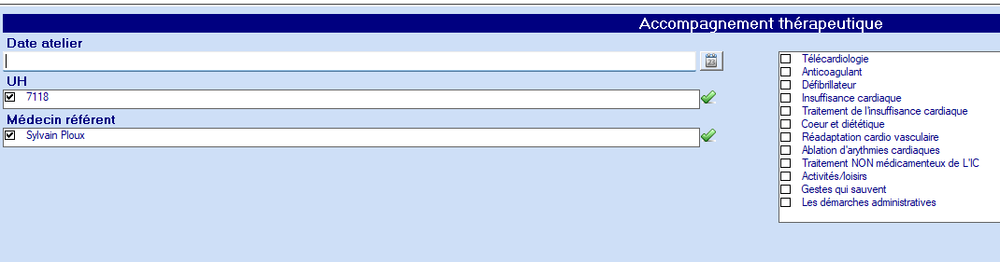 Accompagnement thérapeutique
Date atelier
23
UH
7118
Médecin référent
Sylvain Ploux
Télécardiologie
Anticoagulant
Défibrillateur
Insuffisance cardiaque
Traitement de l'insuffisance cardiaque
Coeur et diététique
Réadaptation cardio vasculaire
Ablation d'arythmies cardiaques
Traitement NON médicamenteux de L'IC
Activités/loisirs
Gestes qui sauvent
Les démarches administratives